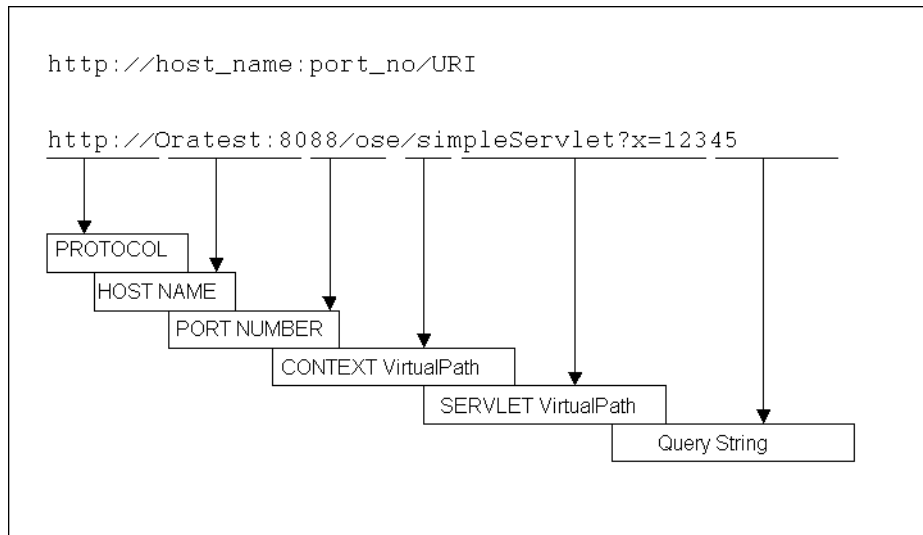 http://host_name:port_no/URI
http://Oratest:8088/ose/simpleServlet?x=12345
PROTOCOL
HOST NAME
PORT NUMBER
CONTEXT VirtualPath
SERVLET VirtualPath
Query String